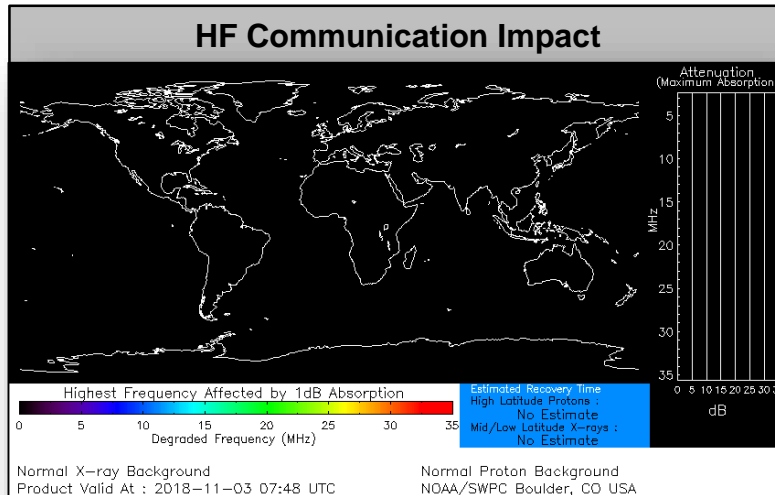 HF Communication Impact
Attenuation
(Maximum Absorption
5
10
15
20
25
30
35
MHz
0 5 10 15 20 25 30
dB
Highest Frequency Affected by 1dB Absorption
0 5 10 15 20 25 30 35
Degraded Frequency (MHz)
Estimated Recovery Time
High Latitude Protons :
No Estimate
Mid/Low Latitude X-rays :
No Estimate
Normal X-ray Background
Product Valid At : 2018-11-03 07:48 UTC
Normal Proton Background
NOAA/SWPC Boulder, CO USA